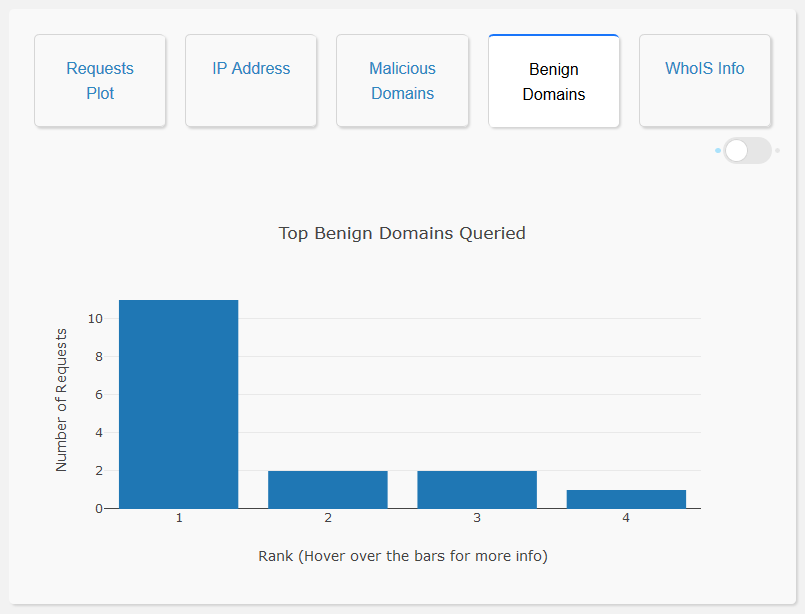 Requests
Plot
IP Address
Malicious
Domains
Benign
Domains
WhoIS Info
Top Benign Domains Queried
Number of Requests
10
8
6
4
2
0
1
2
3
4
Rank (Hover over the bars for more info)